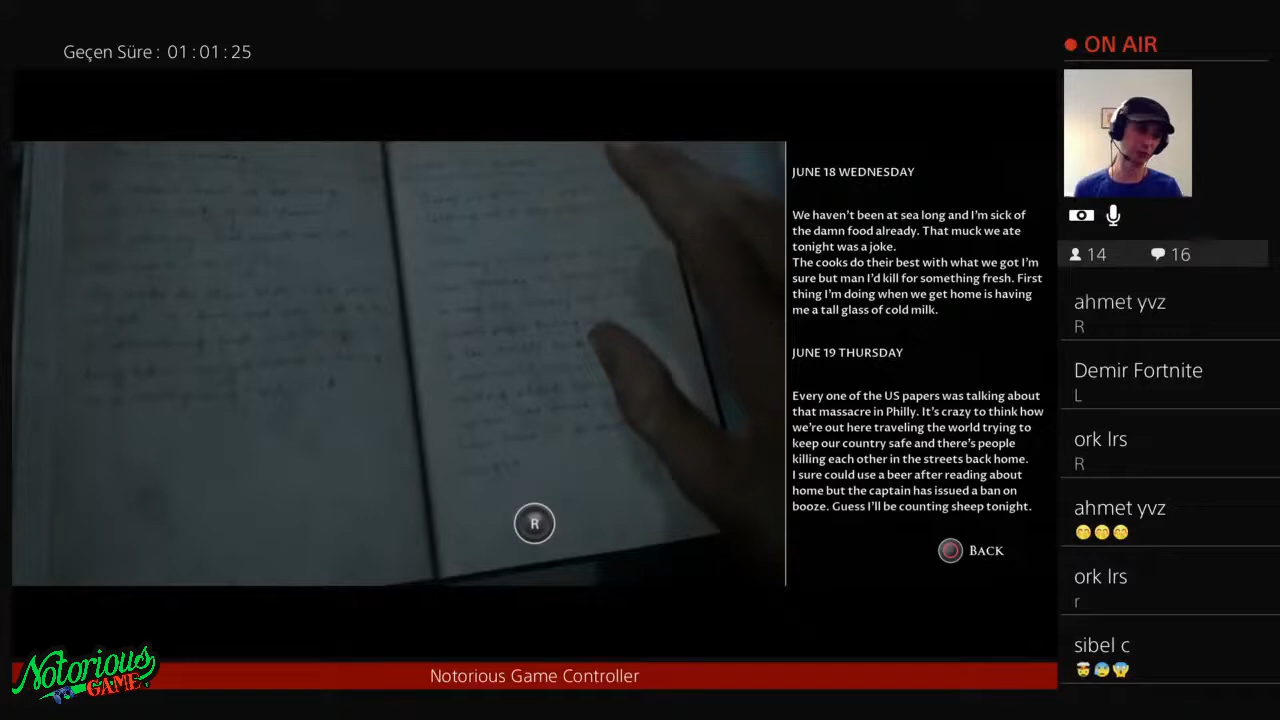 Geçen Süre : 01 : 01 : 25
ON AIR
14
16
ahmet yvz
R
Demir Fortnite
L
ork lrs
R
ahmet yvz
ork lrs
r
sibel c
JUNE 18 WEDNESDAY
We haven't been at sea long and I'm sick of
the damn food already. That muck we ate
tonight was a joke.
The cooks do their best with what we got I'm
sure but man I'd kill for something fresh. First
thing I'm doing when we get home is having
me a tall glass of cold milk.
JUNE 19 THURSDAY
Every one of the US papers was talking about
that massacre in Philly. It's crazy to think how
we're out here traveling the world trying to
keep our country safe and there's people
killing each other in the streets back home.
I sure could use a beer after reading about
home but the captain has issued a ban on
booze. Guess I'll be counting sheep tonight.
R
BACK
Notorious
GAME
Notorious Game Controller